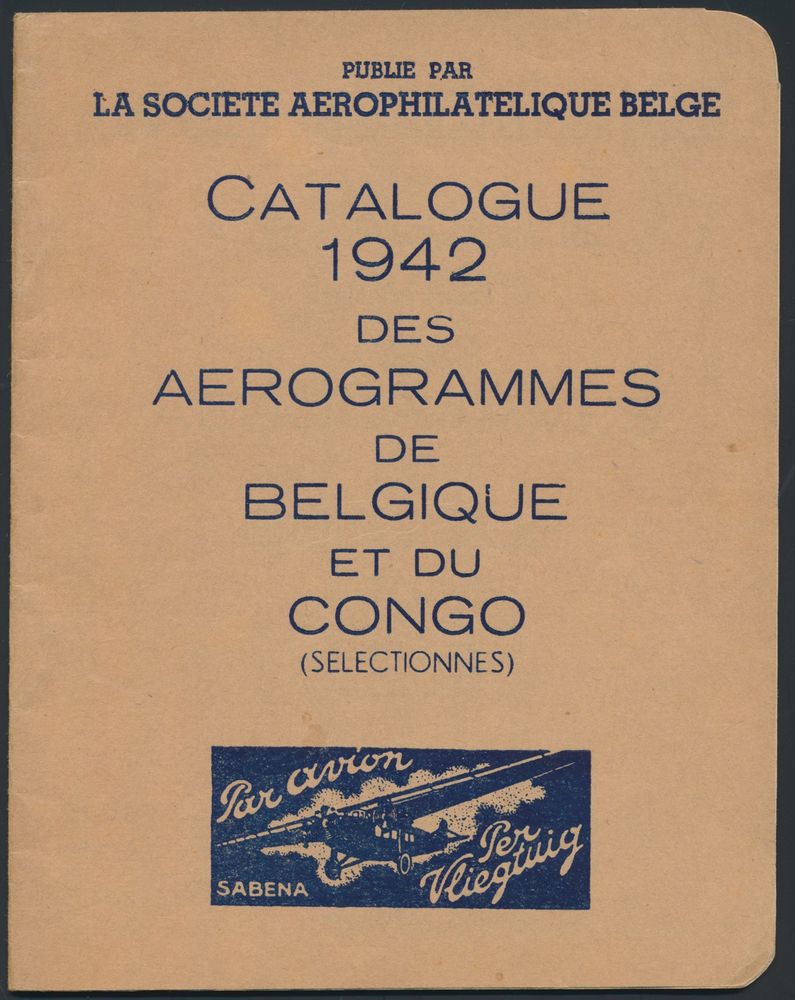 PUBLIE PAR
LA SOCIETE AEROPHILATELIQUE BELGE
CATALOGUE
1942
DES
AEROGRAMMES
DE
BELGIQUE
ET DU
CONGO
(SELECTIONNES)
Par avion
Per
Vliegtuig
SABENA